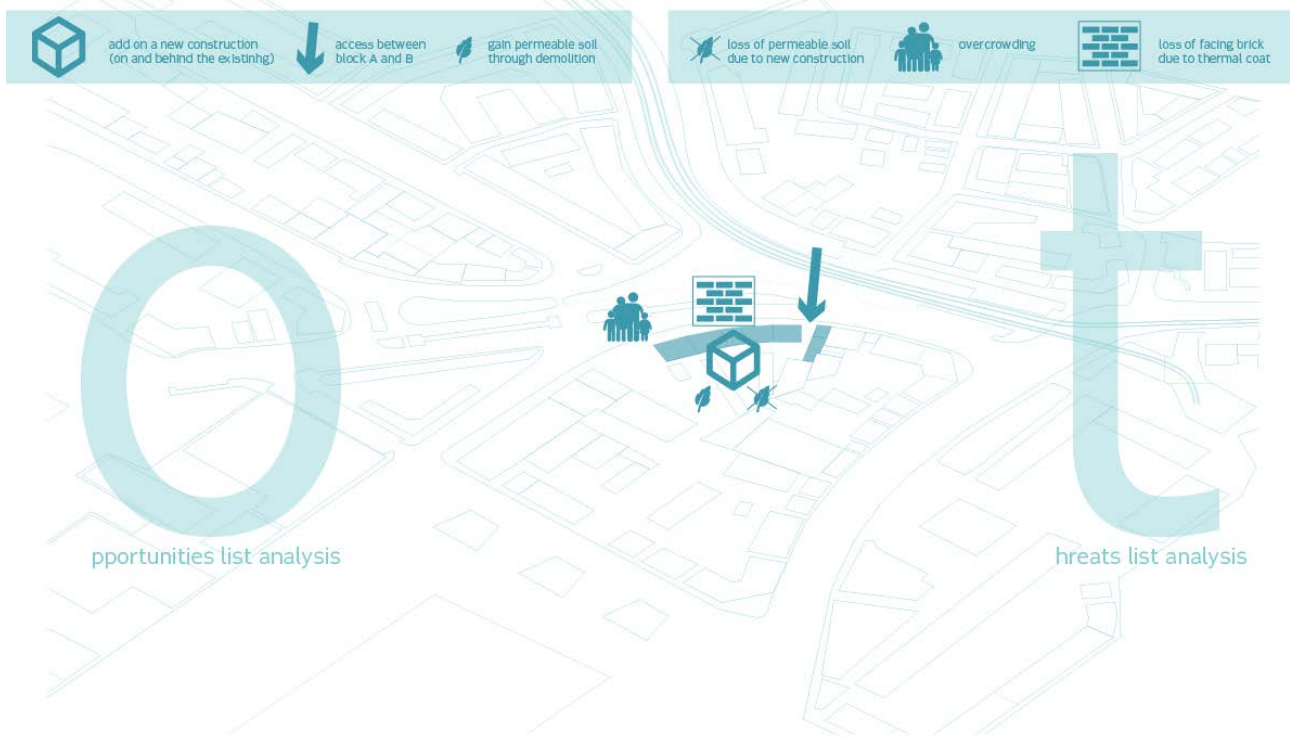 add on a new construction
(on and behind the existinhg)
access between
block A and B
gain permeable soil
through demolition
loss of permeable soil
due to new construction
overcrowding
loss of facing brick
due to thermal coat
o
pportunities list analysis
t
hreats list analysis